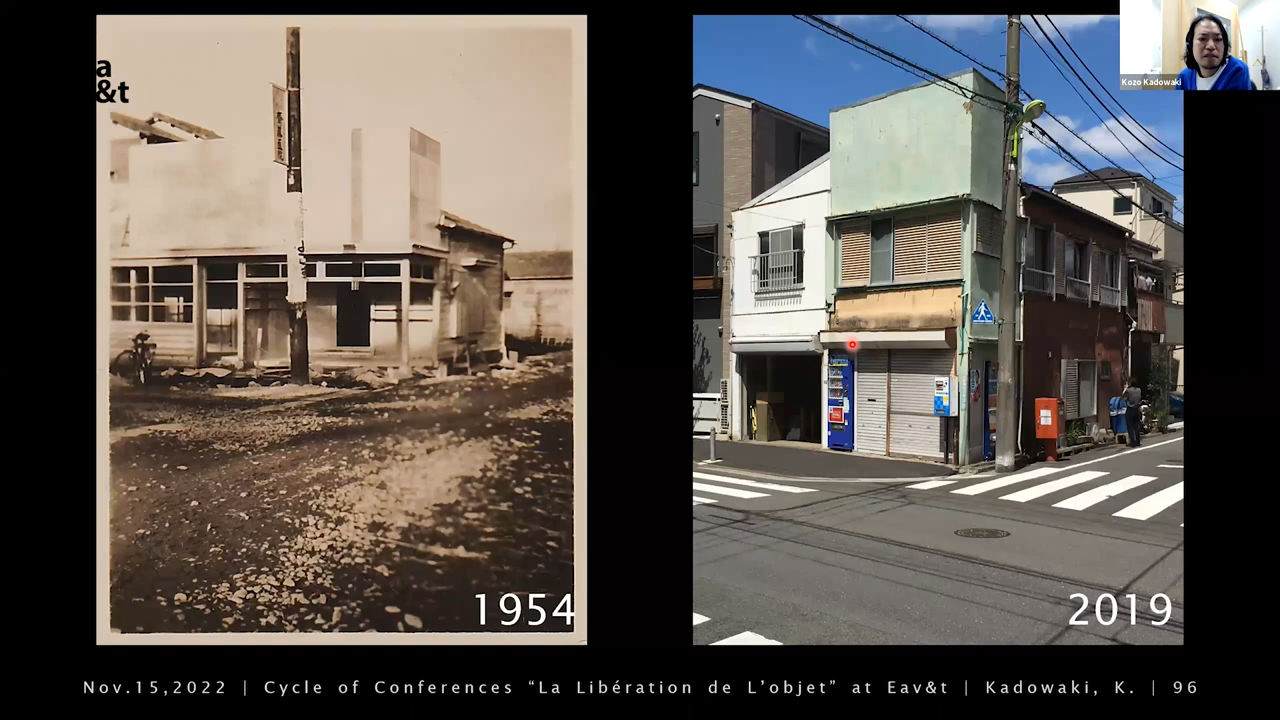 a
&t
Kozo Kadowaki
1954
2019
Nov.15,2022 | Cycle of Conferences “La Libération de L’objet” at Eav&t | Kadowaki, K. | 96